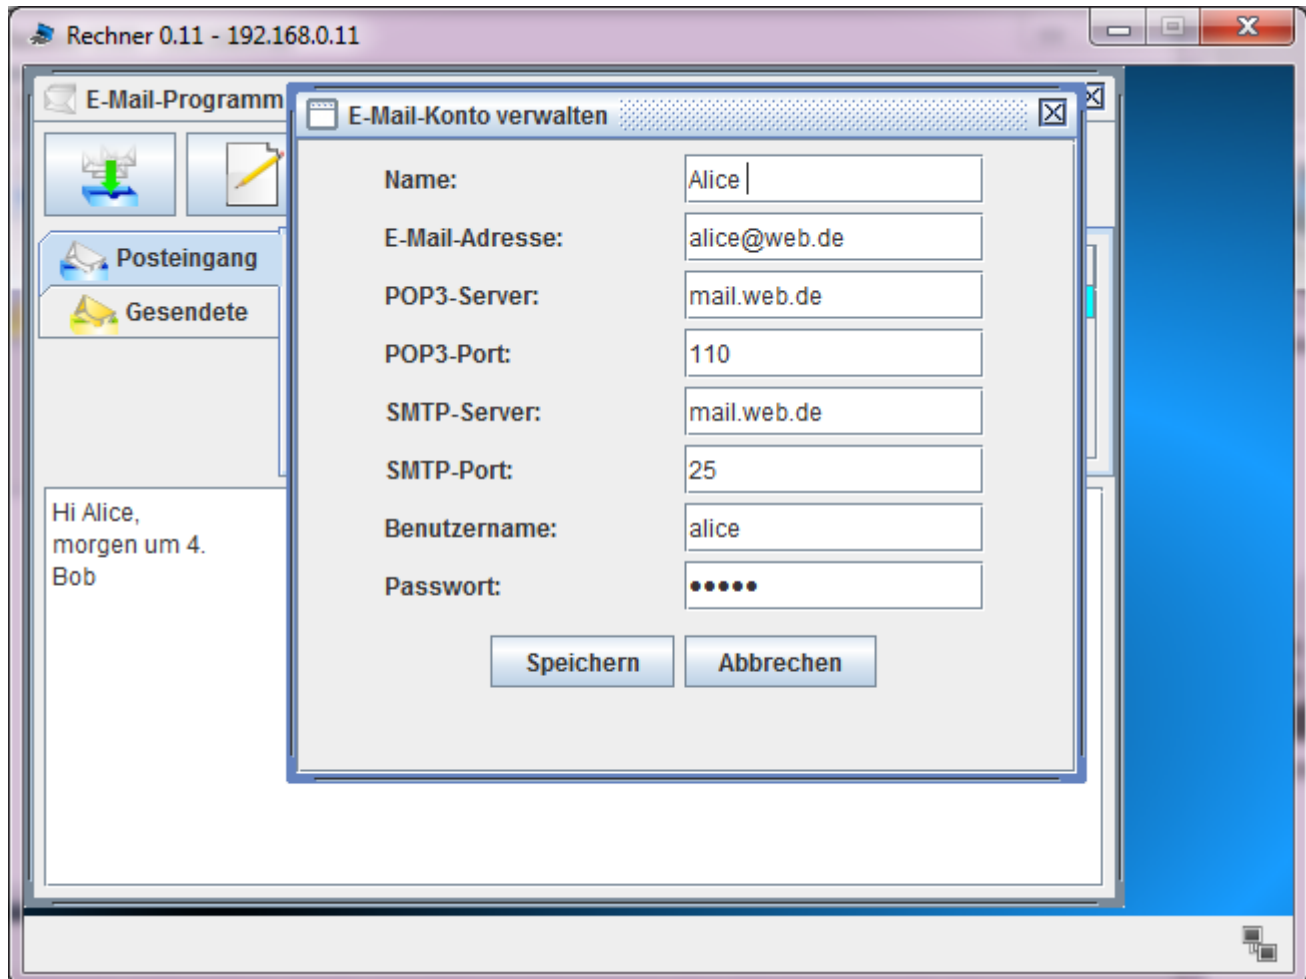 Rechner 0.11 - 192.168.0.11
E-Mail-Programm
E-Mail-Konto verwalten
Posteingang
Gesendete
Name: Alice
E-Mail-Adresse: alice@web.de
POP3-Server: mail.web.de
POP3-Port: 110
SMTP-Server: mail.web.de
SMTP-Port: 25
Benutzername: alice
Passwort: •••••
Speichern Abbrechen
Hi Alice,
morgen um 4.
Bob